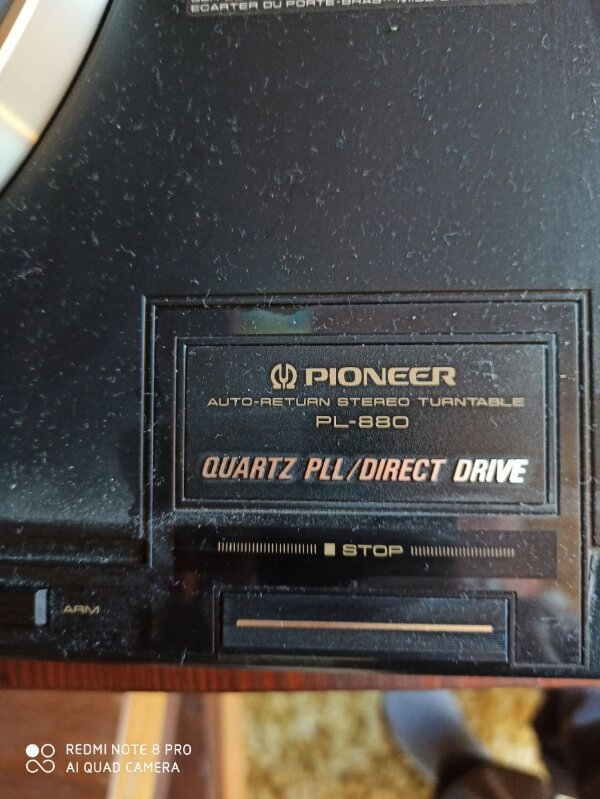 ECARTER DU PORTE-BRAS
PIONEER
AUTO-RETURN STEREO TURNTABLE
PL-880
QUARTZ PLL/DIRECT DRIVE
STOP
ARM
REDMI NOTE 8 PRO
AI QUAD CAMERA